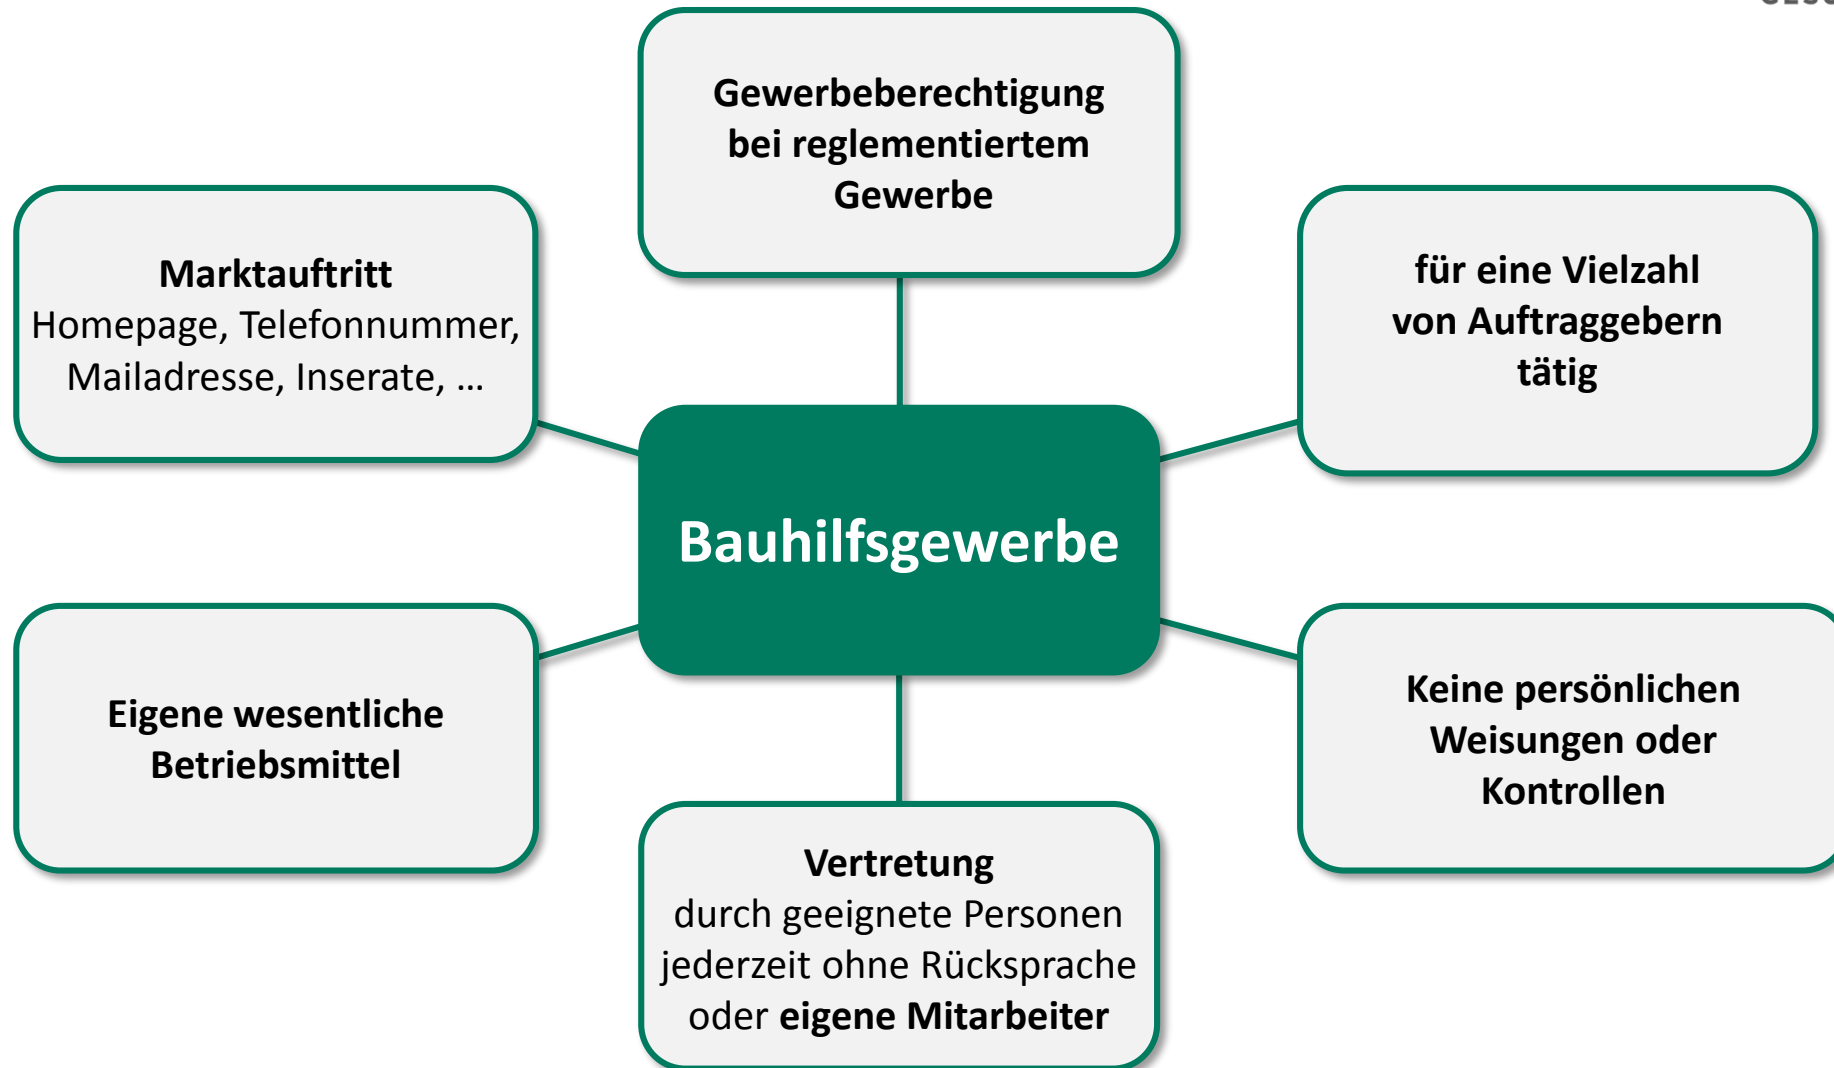 Gewerbeberechtigung
bei reglementiertem
Gewerbe
Marktauftritt
Homepage, Telefonnummer,
Mailadresse, Inserate, …
für eine Vielzahl
von Auftraggebern
tätig
Bauhilfsgewerbe
Eigene wesentliche
Betriebsmittel
Keine persönlichen
Weisungen oder
Kontrollen
Vertretung
durch geeignete Personen
jederzeit ohne Rücksprache
oder eigene Mitarbeiter